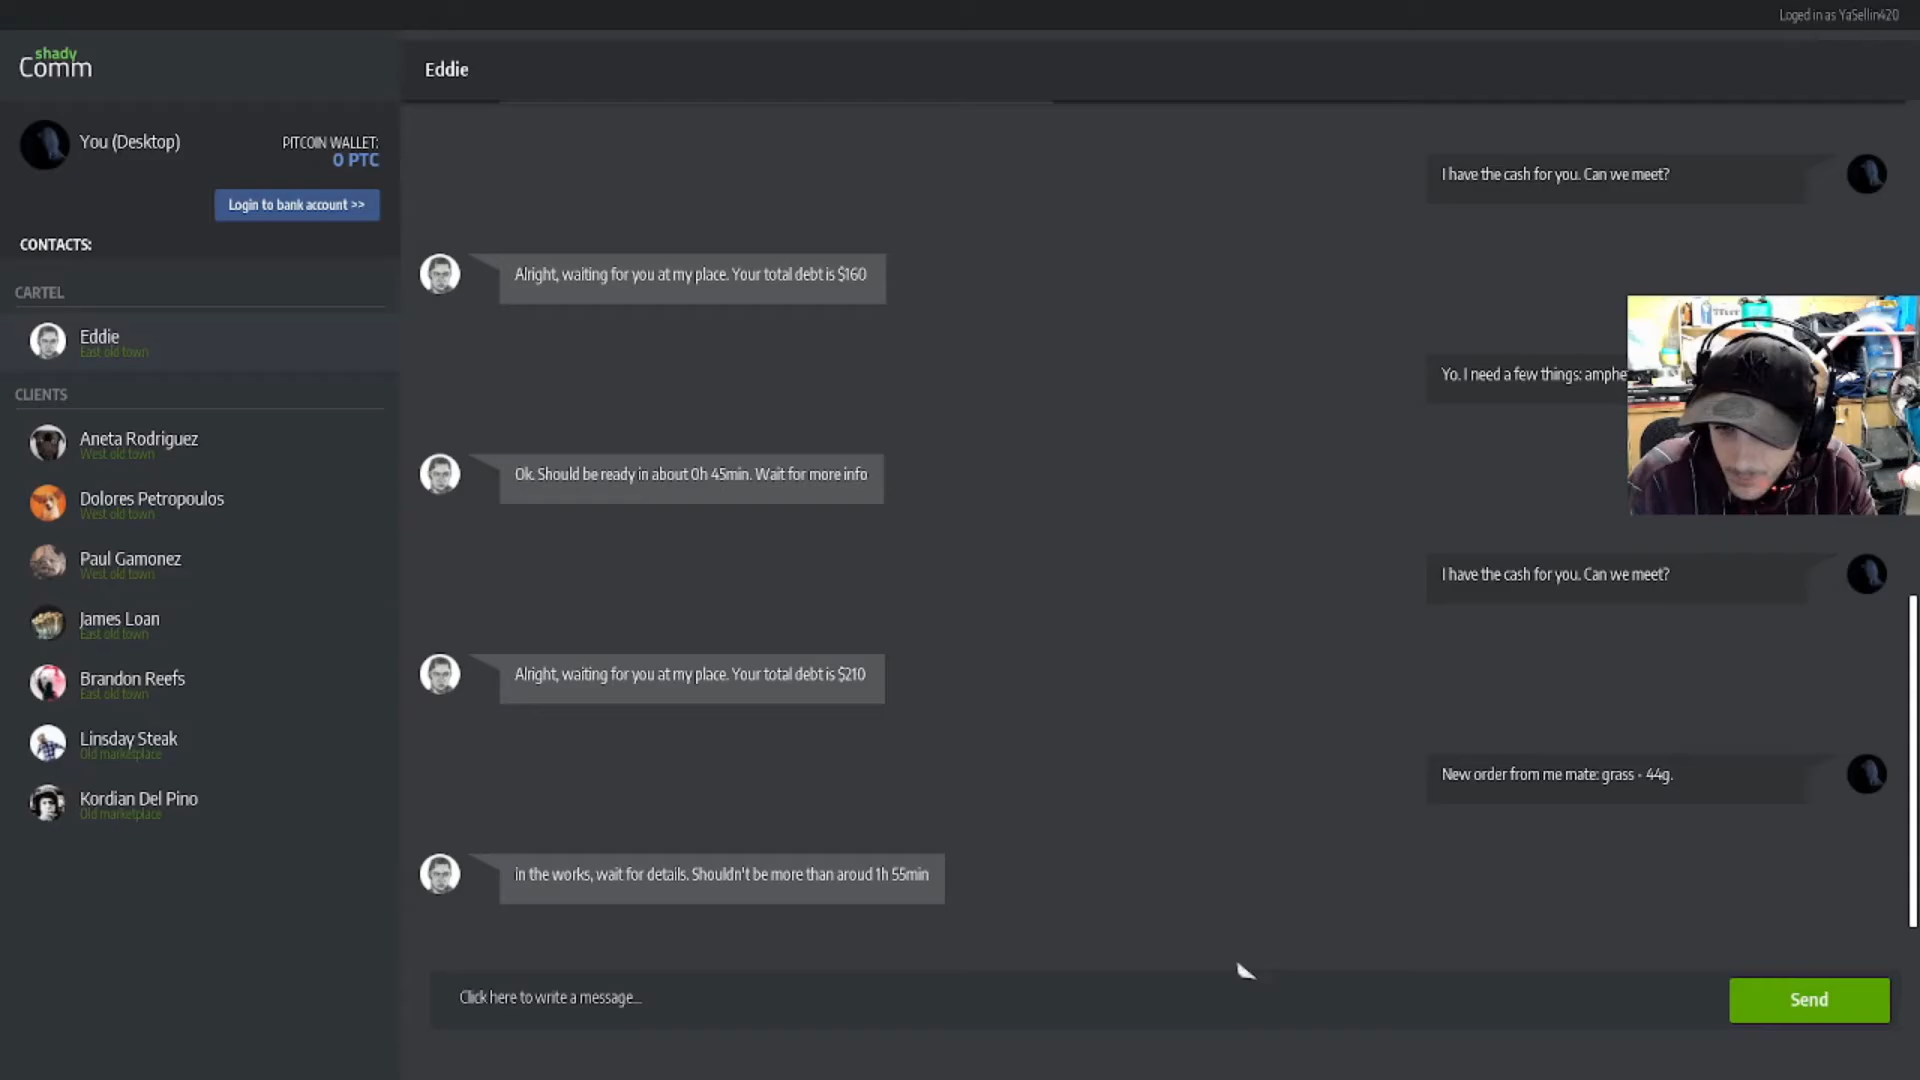 Loged in as YaSellin420
shady
Comm
Eddie
You (Desktop)
PITCOIN WALLET:
0 PTC
Login to bank account >>
CONTACTS:
CARTEL
Eddie
East old town
CLIENTS
Aneta Rodriguez
West old town
Dolores Petropoulos
West old town
Paul Gamonez
West old town
James Loan
East old town
Brandon Reefs
East old town
Linsday Steak
Old marketplace
Kordian Del Pino
Old marketplace
I have the cash for you. Can we meet?
Alright, waiting for you at my place. Your total debt is $160
Yo. I need a few things: amphe
Ok. Should be ready in about 0h 45min. Wait for more info
I have the cash for you. Can we meet?
Alright, waiting for you at my place. Your total debt is $210
New order from me mate: grass - 44g.
in the works, wait for details. Shouldn't be more than aroud 1h 55min
Click here to write a message...
Send